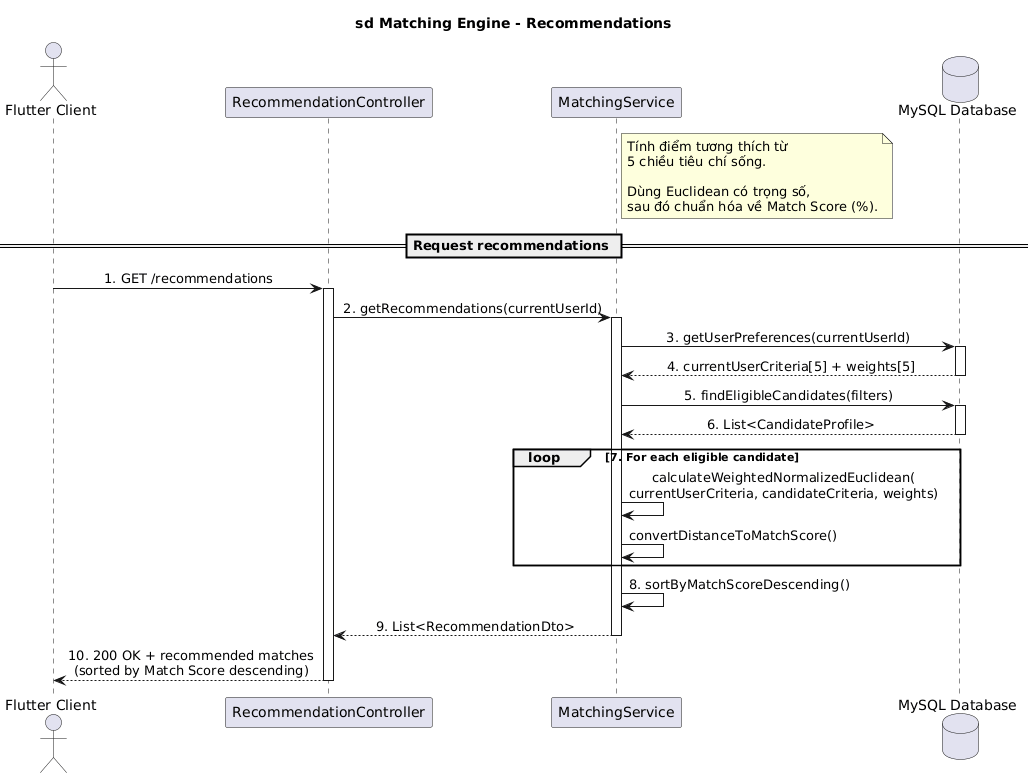 sd Matching Engine - Recommendations
Flutter Client
RecommendationController
MatchingService
MySQL Database
Tính điểm tương thích từ
5 chiều tiêu chí sống.
Dùng Euclidean có trọng số,
sau đó chuẩn hóa về Match Score (%).
Request recommendations
1. GET /recommendations
2. getRecommendations(currentUserId)
3. getUserPreferences(currentUserId)
4. currentUserCriteria[5] + weights[5]
5. findEligibleCandidates(filters)
6. List<CandidateProfile>
loop [7. For each eligible candidate]
calculateWeightedNormalizedEuclidean(
currentUserCriteria, candidateCriteria, weights)
convertDistanceToMatchScore()
8. sortByMatchScoreDescending()
9. List<RecommendationDto>
10. 200 OK + recommended matches
(sorted by Match Score descending)
Flutter Client
RecommendationController
MatchingService
MySQL Database